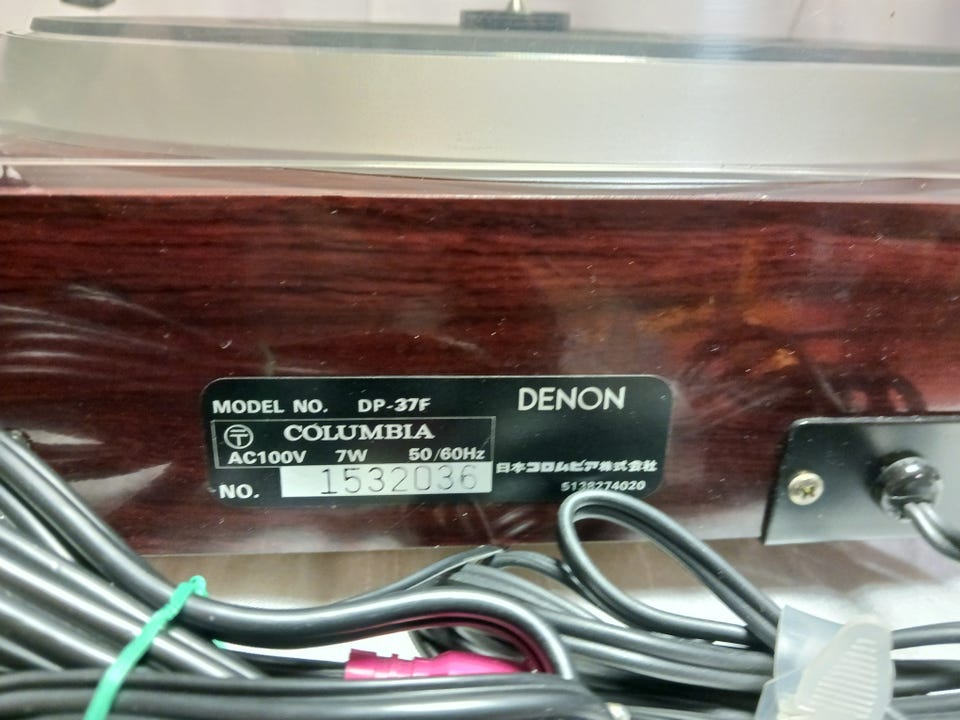 MODEL NO. DP-37F DENON
〒 COLUMBIA
AC100V 7W 50/60Hz
日本コロムビア株式会社
NO. 1532036
5138274020